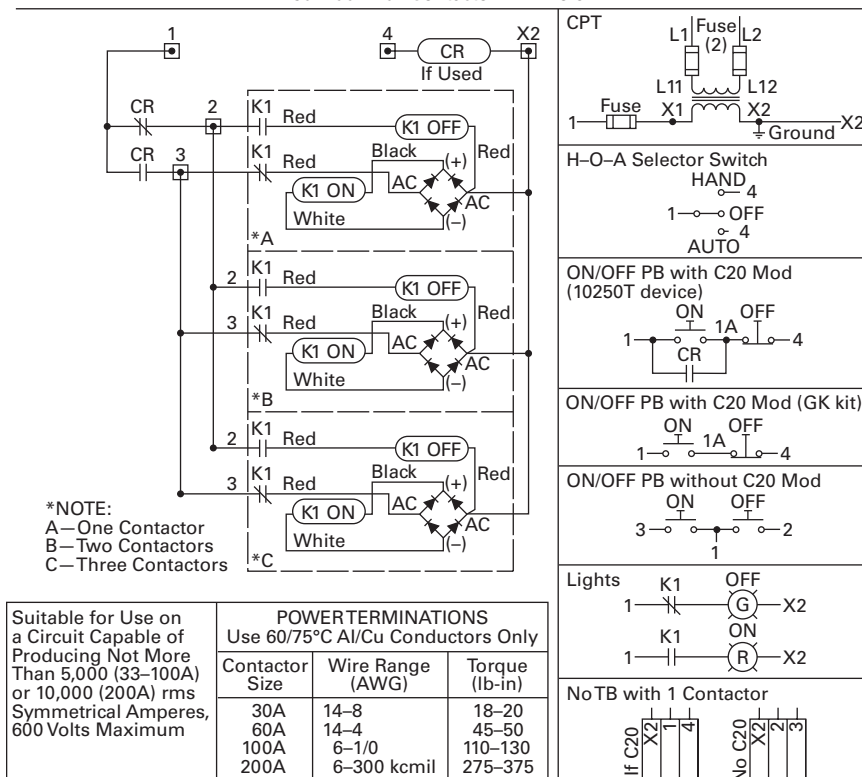 1
4
CR
X2
If Used
CR
2
K1
Red
K1 OFF
CR
3
K1
Red
Black
(+)
Red
K1 ON
AC
AC
White
(–)
*A
2
K1
Red
K1 OFF
3
K1
Red
Black
(+)
Red
K1 ON
AC
AC
White
(–)
*B
2
K1
Red
K1 OFF
3
K1
Red
Black
(+)
Red
K1 ON
AC
AC
White
(–)
*C
*NOTE:
A—One Contactor
B—Two Contactors
C—Three Contactors
Suitable for Use on
a Circuit Capable of
Producing Not More
Than 5,000 (33–100A)
or 10,000 (200A) rms
Symmetrical Amperes,
600 Volts Maximum
POWER TERMINATIONS
Use 60/75°C Al/Cu Conductors Only
Contactor Size Wire Range (AWG) Torque (lb-in)
30A 14–8 18–20
60A 14–4 45–50
100A 6–1/0 110–130
200A 6–300 kcmil 275–375
CPT
L1 Fuse (2) L2
L11 L12
1 Fuse X1 X2 X2
Ground
H–O–A Selector Switch
HAND
4
1 OFF
4
AUTO
ON/OFF PB with C20 Mod
(10250T device)
ON OFF
1 1A 4
CR
ON/OFF PB with C20 Mod (GK kit)
ON OFF
1 1A 4
ON/OFF PB without C20 Mod
ON OFF
3 2
1
Lights
K1 OFF
1 G X2
K1 ON
1 R X2
No TB with 1 Contactor
If C20 X2 1 4
No C20 X2 2 3